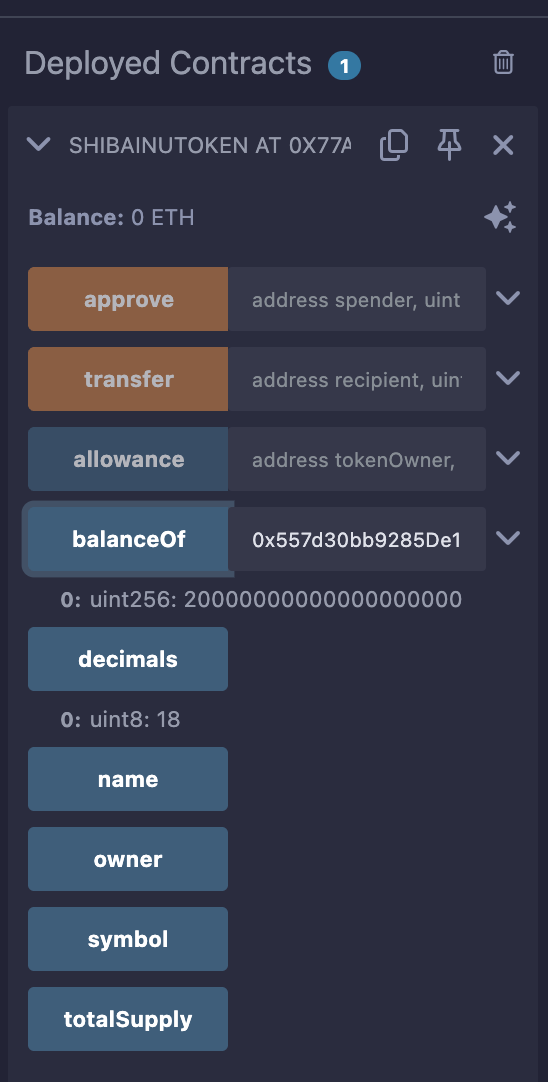 Deployed Contracts 1
SHIBAINUTOKEN AT 0X77A
Balance: 0 ETH
approve address spender, uint
transfer address recipient, uin
allowance address tokenOwner,
balanceOf 0x557d30bb9285De1
0: uint256: 20000000000000000000
decimals
0: uint8: 18
name
owner
symbol
totalSupply